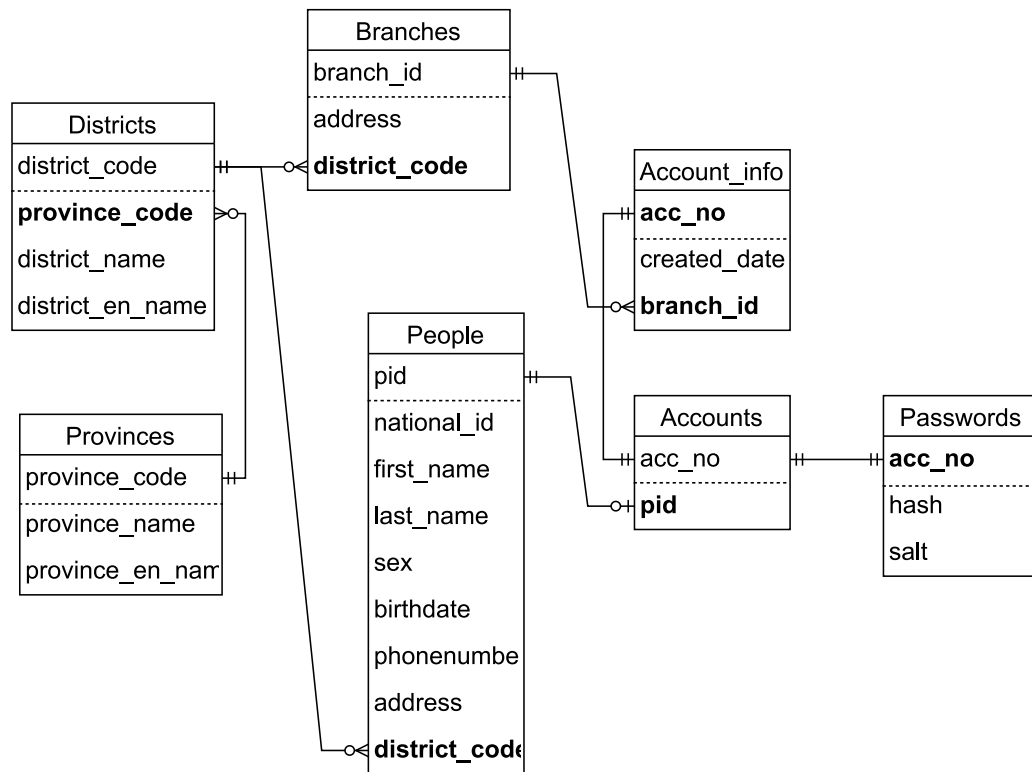 Branches
branch_id
address
district_code
Districts
district_code
province_code
district_name
district_en_name
Account_info
acc_no
created_date
branch_id
People
pid
national_id
first_name
last_name
sex
birthdate
phonenumbe
address
district_code
Provinces
province_code
province_name
province_en_nam
Accounts
acc_no
pid
Passwords
acc_no
hash
salt